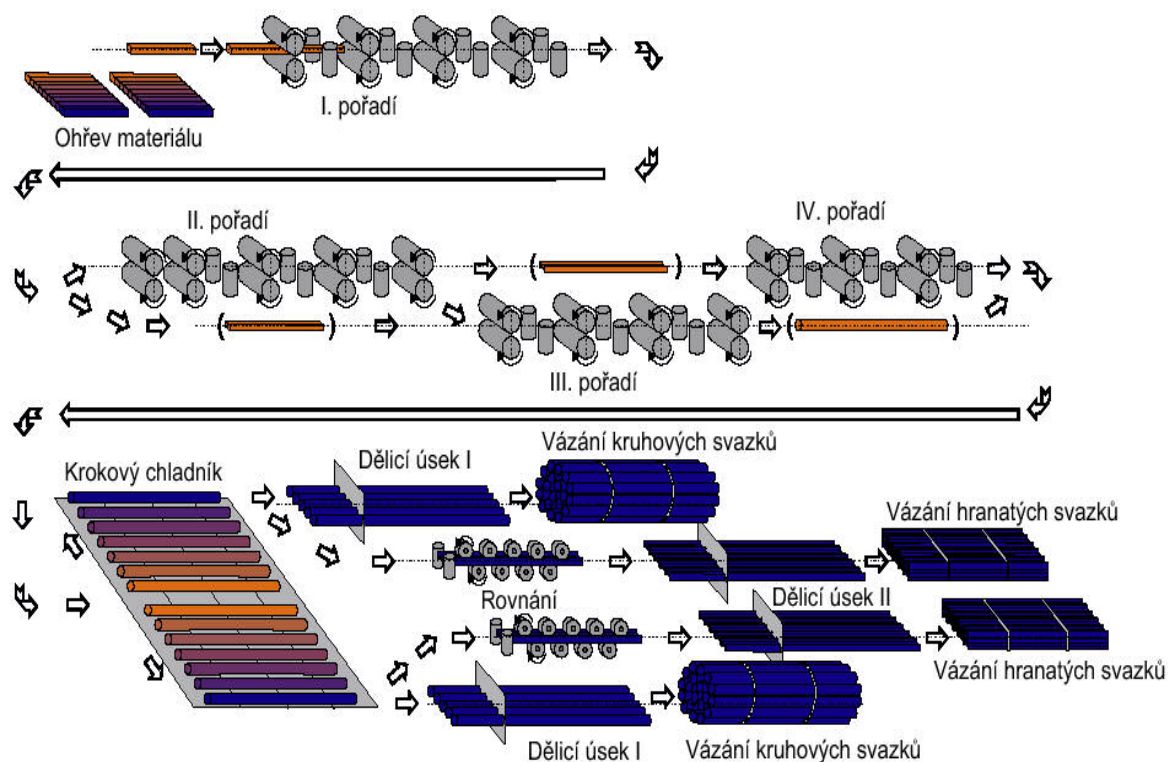 I. pořadí
Ohřev materiálu
II. pořadí
IV. pořadí
III. pořadí
Vázání kruhových svazků
Dělicí úsek I
Krokový chladník
Vázání hranatých svazků
Rovnání
Dělicí úsek II
Vázání hranatých svazků
Dělicí úsek I
Vázání kruhových svazků